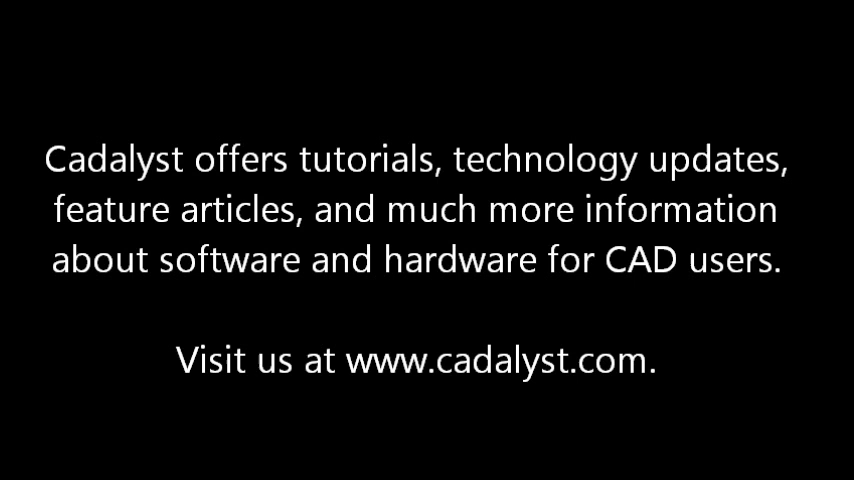 Cadalyst offers tutorials, technology updates,
feature articles, and much more information
about software and hardware for CAD users.
Visit us at www.cadalyst.com.